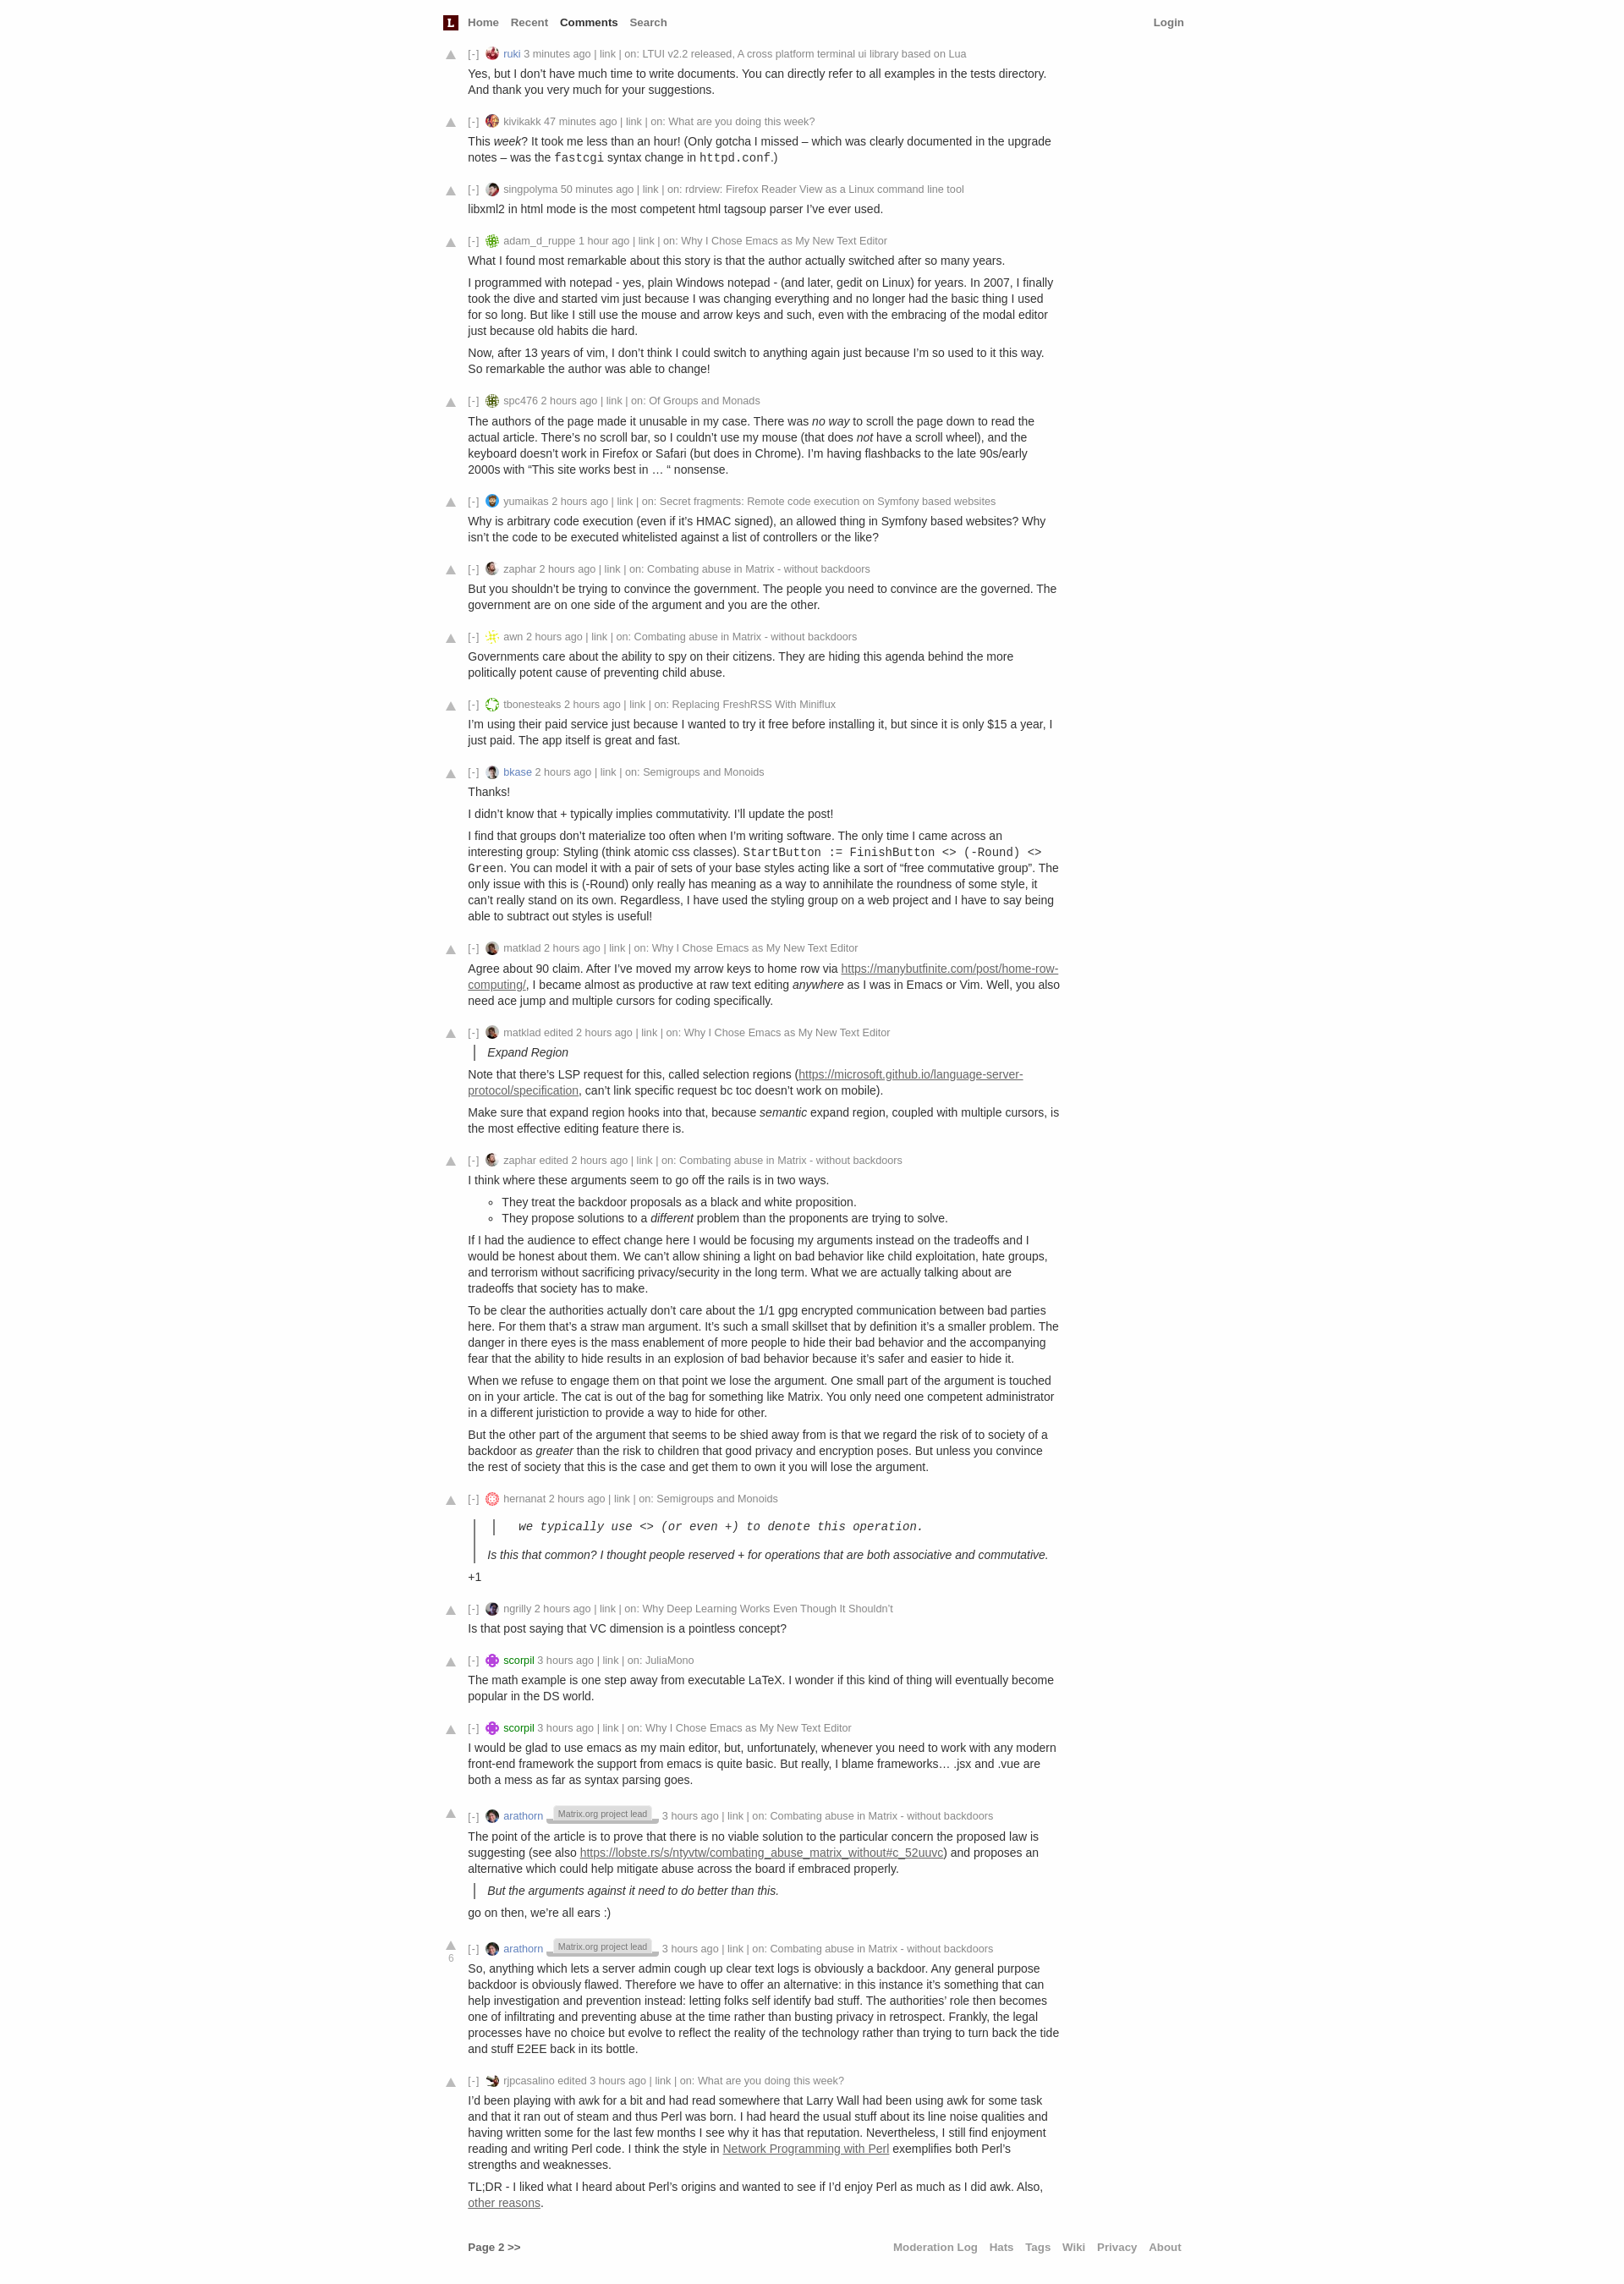 L Home Recent Comments Search Login
[-] ruki 3 minutes ago | link | on: LTUI v2.2 released, A cross platform terminal ui library based on Lua
Yes, but I don’t have much time to write documents. You can directly refer to all examples in the tests directory.
And thank you very much for your suggestions.
[-] kivikakk 47 minutes ago | link | on: What are you doing this week?
This week? It took me less than an hour! (Only gotcha I missed – which was clearly documented in the upgrade
notes – was the fastcgi syntax change in httpd.conf.)
[-] singpolyma 50 minutes ago | link | on: rdrview: Firefox Reader View as a Linux command line tool
libxml2 in html mode is the most competent html tagsoup parser I’ve ever used.
[-] adam_d_ruppe 1 hour ago | link | on: Why I Chose Emacs as My New Text Editor
What I found most remarkable about this story is that the author actually switched after so many years.
I programmed with notepad - yes, plain Windows notepad - (and later, gedit on Linux) for years. In 2007, I finally
took the dive and started vim just because I was changing everything and no longer had the basic thing I used
for so long. But like I still use the mouse and arrow keys and such, even with the embracing of the modal editor
just because old habits die hard.
Now, after 13 years of vim, I don’t think I could switch to anything again just because I’m so used to it this way.
So remarkable the author was able to change!
[-] spc476 2 hours ago | link | on: Of Groups and Monads
The authors of the page made it unusable in my case. There was no way to scroll the page down to read the
actual article. There’s no scroll bar, so I couldn’t use my mouse (that does not have a scroll wheel), and the
keyboard doesn’t work in Firefox or Safari (but does in Chrome). I’m having flashbacks to the late 90s/early
2000s with “This site works best in … “ nonsense.
[-] yumaikas 2 hours ago | link | on: Secret fragments: Remote code execution on Symfony based websites
Why is arbitrary code execution (even if it’s HMAC signed), an allowed thing in Symfony based websites? Why
isn’t the code to be executed whitelisted against a list of controllers or the like?
[-] zaphar 2 hours ago | link | on: Combating abuse in Matrix - without backdoors
But you shouldn’t be trying to convince the government. The people you need to convince are the governed. The
government are on one side of the argument and you are the other.
[-] awn 2 hours ago | link | on: Combating abuse in Matrix - without backdoors
Governments care about the ability to spy on their citizens. They are hiding this agenda behind the more
politically potent cause of preventing child abuse.
[-] tbonesteaks 2 hours ago | link | on: Replacing FreshRSS With Miniflux
I’m using their paid service just because I wanted to try it free before installing it, but since it is only $15 a year, I
just paid. The app itself is great and fast.
[-] bkase 2 hours ago | link | on: Semigroups and Monoids
Thanks!
I didn’t know that + typically implies commutativity. I’ll update the post!
I find that groups don’t materialize too often when I’m writing software. The only time I came across an
interesting group: Styling (think atomic css classes). StartButton := FinishButton <> (-Round) <>
Green. You can model it with a pair of sets of your base styles acting like a sort of “free commutative group”. The
only issue with this is (-Round) only really has meaning as a way to annihilate the roundness of some style, it
can’t really stand on its own. Regardless, I have used the styling group on a web project and I have to say being
able to subtract out styles is useful!
[-] matklad 2 hours ago | link | on: Why I Chose Emacs as My New Text Editor
Agree about 90 claim. After I’ve moved my arrow keys to home row via https://manybutfinite.com/post/home-row-
computing/, I became almost as productive at raw text editing anywhere as I was in Emacs or Vim. Well, you also
need ace jump and multiple cursors for coding specifically.
[-] matklad edited 2 hours ago | link | on: Why I Chose Emacs as My New Text Editor
Expand Region
Note that there’s LSP request for this, called selection regions (https://microsoft.github.io/language-server-
protocol/specification, can’t link specific request bc toc doesn’t work on mobile).
Make sure that expand region hooks into that, because semantic expand region, coupled with multiple cursors, is
the most effective editing feature there is.
[-] zaphar edited 2 hours ago | link | on: Combating abuse in Matrix - without backdoors
I think where these arguments seem to go off the rails is in two ways.
They treat the backdoor proposals as a black and white proposition.
They propose solutions to a different problem than the proponents are trying to solve.
If I had the audience to effect change here I would be focusing my arguments instead on the tradeoffs and I
would be honest about them. We can’t allow shining a light on bad behavior like child exploitation, hate groups,
and terrorism without sacrificing privacy/security in the long term. What we are actually talking about are
tradeoffs that society has to make.
To be clear the authorities actually don’t care about the 1/1 gpg encrypted communication between bad parties
here. For them that’s a straw man argument. It’s such a small skillset that by definition it’s a smaller problem. The
danger in there eyes is the mass enablement of more people to hide their bad behavior and the accompanying
fear that the ability to hide results in an explosion of bad behavior because it’s safer and easier to hide it.
When we refuse to engage them on that point we lose the argument. One small part of the argument is touched
on in your article. The cat is out of the bag for something like Matrix. You only need one competent administrator
in a different juristiction to provide a way to hide for other.
But the other part of the argument that seems to be shied away from is that we regard the risk of to society of a
backdoor as greater than the risk to children that good privacy and encryption poses. But unless you convince
the rest of society that this is the case and get them to own it you will lose the argument.
[-] hernanat 2 hours ago | link | on: Semigroups and Monoids
we typically use <> (or even +) to denote this operation.
Is this that common? I thought people reserved + for operations that are both associative and commutative.
+1
[-] ngrilly 2 hours ago | link | on: Why Deep Learning Works Even Though It Shouldn’t
Is that post saying that VC dimension is a pointless concept?
[-] scorpil 3 hours ago | link | on: JuliaMono
The math example is one step away from executable LaTeX. I wonder if this kind of thing will eventually become
popular in the DS world.
[-] scorpil 3 hours ago | link | on: Why I Chose Emacs as My New Text Editor
I would be glad to use emacs as my main editor, but, unfortunately, whenever you need to work with any modern
front-end framework the support from emacs is quite basic. But really, I blame frameworks… .jsx and .vue are
both a mess as far as syntax parsing goes.
[-] arathorn Matrix.org project lead 3 hours ago | link | on: Combating abuse in Matrix - without backdoors
The point of the article is to prove that there is no viable solution to the particular concern the proposed law is
suggesting (see also https://lobste.rs/s/ntyvtw/combating_abuse_matrix_without#c_52uuvc) and proposes an
alternative which could help mitigate abuse across the board if embraced properly.
But the arguments against it need to do better than this.
go on then, we’re all ears :)
6 [-] arathorn Matrix.org project lead 3 hours ago | link | on: Combating abuse in Matrix - without backdoors
So, anything which lets a server admin cough up clear text logs is obviously a backdoor. Any general purpose
backdoor is obviously flawed. Therefore we have to offer an alternative: in this instance it’s something that can
help investigation and prevention instead: letting folks self identify bad stuff. The authorities’ role then becomes
one of infiltrating and preventing abuse at the time rather than busting privacy in retrospect. Frankly, the legal
processes have no choice but evolve to reflect the reality of the technology rather than trying to turn back the tide
and stuff E2EE back in its bottle.
[-] rjpcasalino edited 3 hours ago | link | on: What are you doing this week?
I’d been playing with awk for a bit and had read somewhere that Larry Wall had been using awk for some task
and that it ran out of steam and thus Perl was born. I had heard the usual stuff about its line noise qualities and
having written some for the last few months I see why it has that reputation. Nevertheless, I still find enjoyment
reading and writing Perl code. I think the style in Network Programming with Perl exemplifies both Perl’s
strengths and weaknesses.
TL;DR - I liked what I heard about Perl’s origins and wanted to see if I’d enjoy Perl as much as I did awk. Also,
other reasons.
Page 2 >> Moderation Log Hats Tags Wiki Privacy About